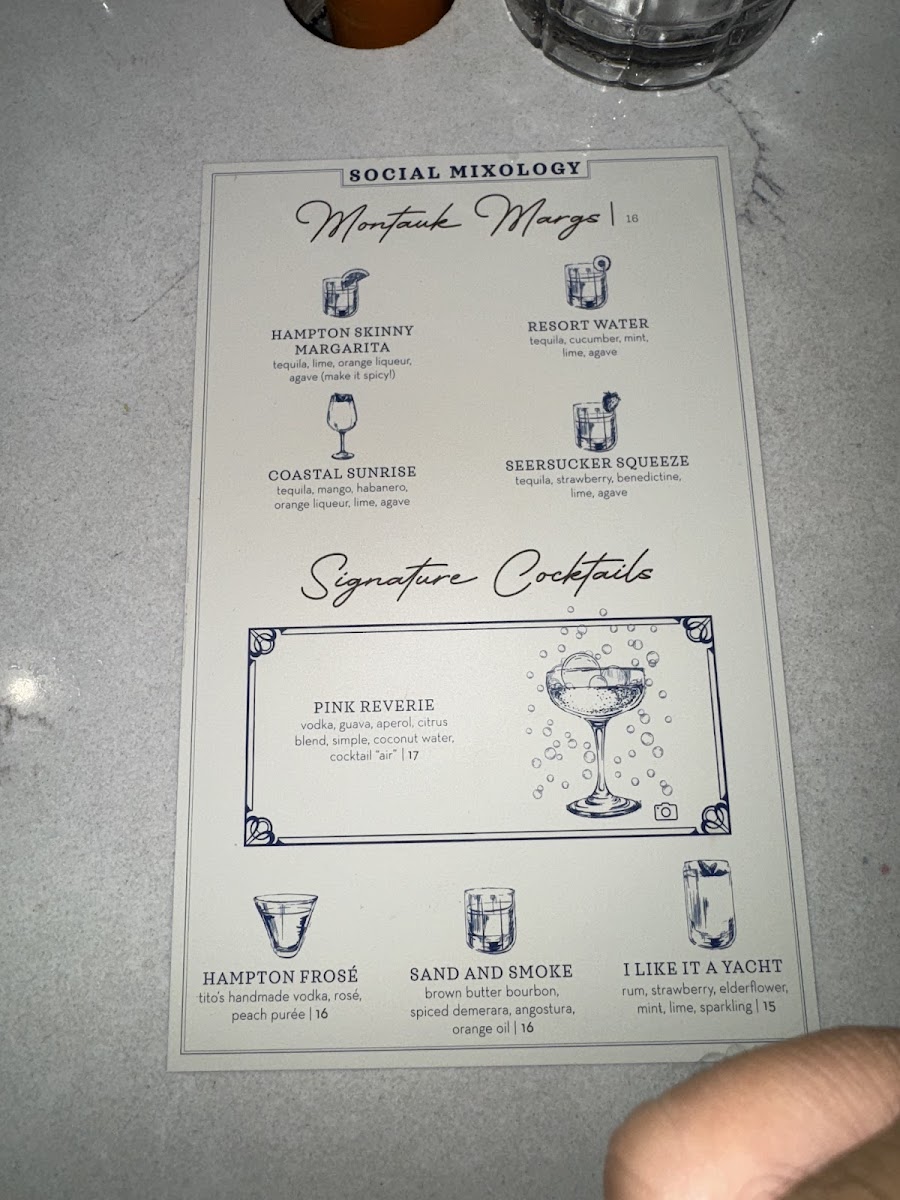 SOCIAL MIXOLOGY
Montauk Margs | 16
HAMPTON SKINNY
MARGARITA
tequila, lime, orange liqueur,
agave (make it spicy!)
RESORT WATER
tequila, cucumber, mint,
lime, agave
COASTAL SUNRISE
tequila, mango, habanero,
orange liqueur, lime, agave
SEERSUCKER SQUEEZE
tequila, strawberry, benedictine,
lime, agave
Signature Cocktails
PINK REVERIE
vodka, guava, aperol, citrus
blend, simple, coconut water,
cocktail "air" | 17
HAMPTON FROSÉ
tito's handmade vodka, rosé,
peach purée | 16
SAND AND SMOKE
brown butter bourbon,
spiced demerara, angostura,
orange oil | 16
I LIKE IT A YACHT
rum, strawberry, elderflower,
mint, lime, sparkling | 15